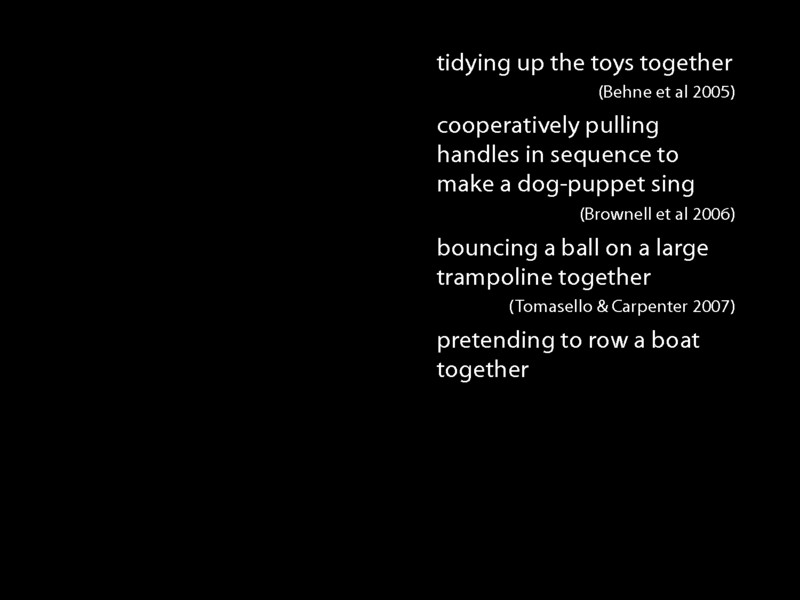 tidying up the toys together
(Behne et al 2005)
cooperatively pulling
handles in sequence to
make a dog-puppet sing
(Brownell et al 2006)
bouncing a ball on a large
trampoline together
(Tomasello & Carpenter 2007)
pretending to row a boat
together